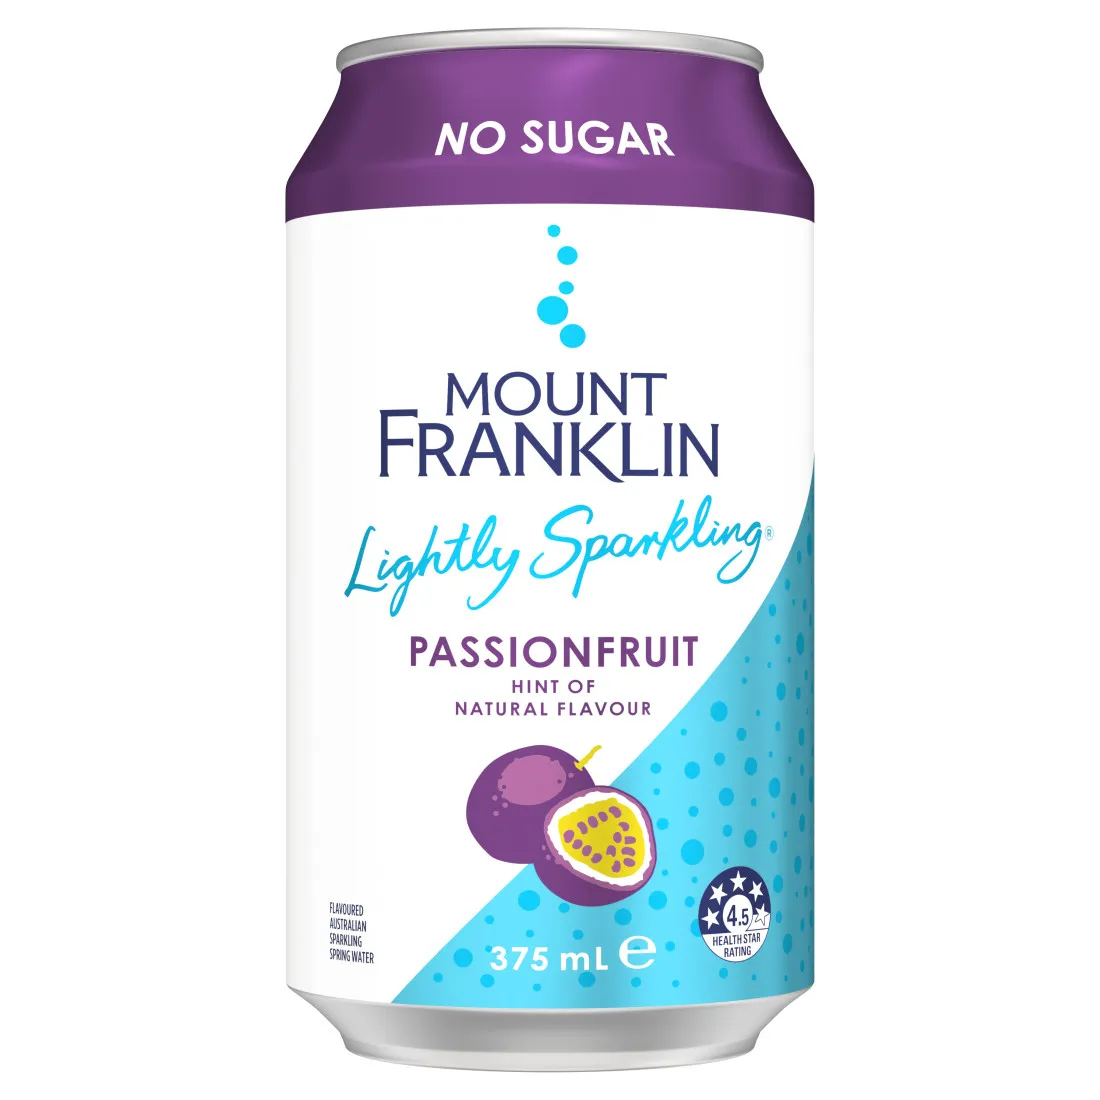 NO SUGAR
MOUNT
FRANKLIN
Lightly Sparkling®
PASSIONFRUIT
HINT OF
NATURAL FLAVOUR
FLAVOURED
AUSTRALIAN
SPARKLING
SPRING WATER
375 mL e
4.5
HEALTH STAR
RATING